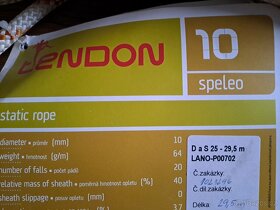 TENDON
10
speleo
static rope
diameter • průměr [mm] 10
weight • hmotnost [g/m] 64
number of falls • počet pádů 20
relative mass of sheath • poměrná hmotnost opletu [%] 40
sheath slippage • posuv opletu [%] 0
D a S 25 - 29,5 m
LANO-P00702
Č.zakázky
Č.díl.zakázky
Délka: 29,5